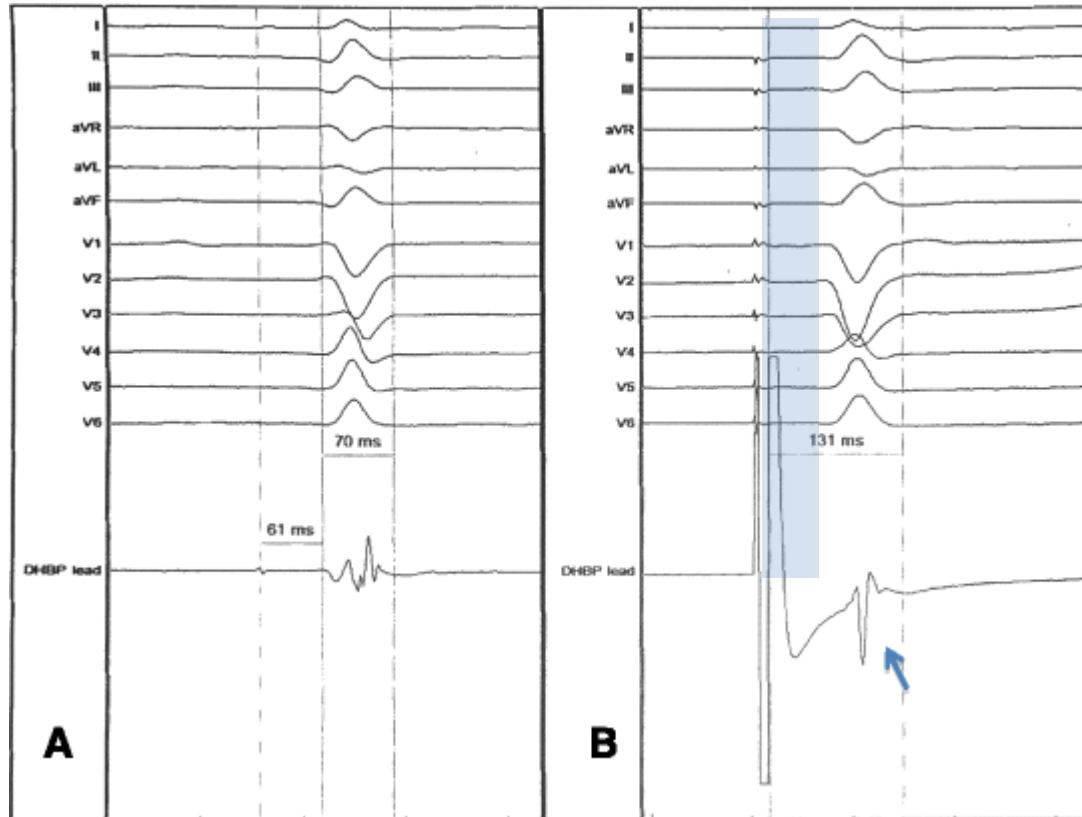 I
II
III
aVR
aVL
aVF
V1
V2
V3
V4
V5
V6
70 ms
61 ms
DHBP lead
A
I
II
III
aVR
aVL
aVF
V1
V2
V3
V4
V5
V6
131 ms
DHBP lead
B